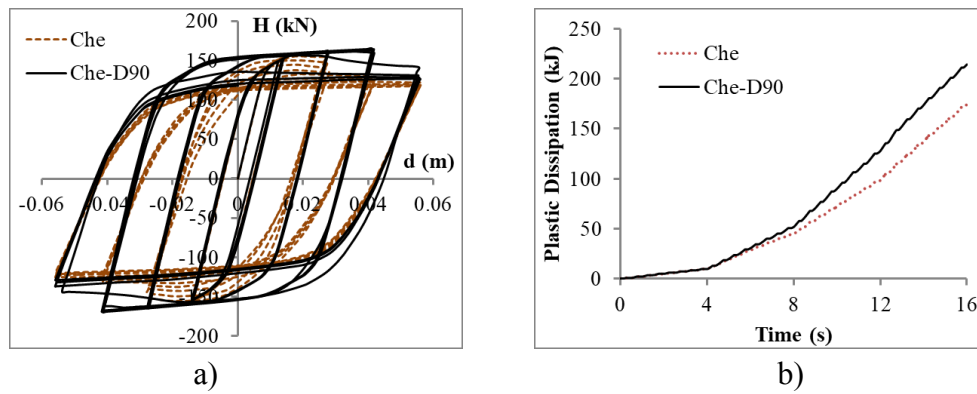 H (kN)
Che
Che-D90
200
150
100
50
0
-50
-100
-150
-200
-0.06
-0.04
-0.02
0
0.02
0.04
0.06
d (m)
a)
Plastic Dissipation (kJ)
250
200
150
100
50
0
Che
Che-D90
0
4
8
12
16
Time (s)
b)